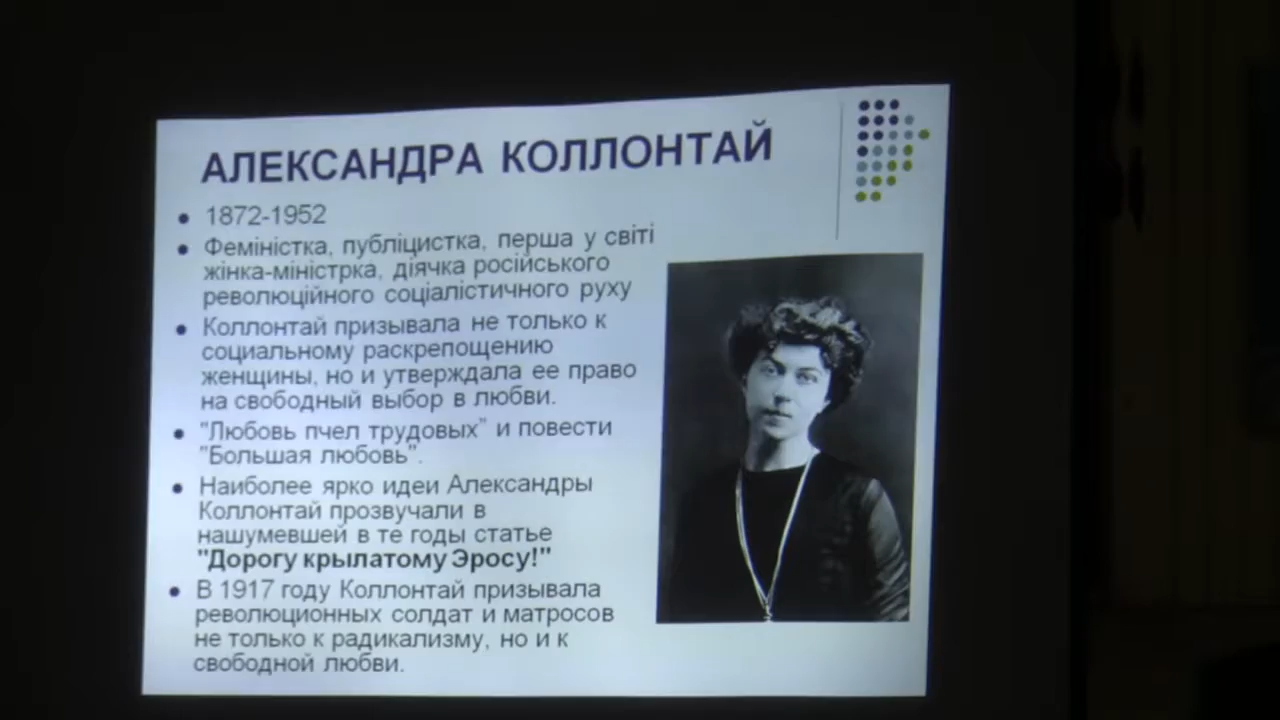 АЛЕКСАНДРА КОЛЛОНТАЙ
1872-1952
Феміністка, публіцистка, перша у світі
жінка-міністрка, діячка російського
революційного соціалістичного руху
Коллонтай призывала не только к
социальному раскрепощению
женщины, но и утверждала ее право
на свободный выбор в любви.
"Любовь пчел трудовых" и повести
"Большая любовь".
Наиболее ярко идеи Александры
Коллонтай прозвучали в
нашумевшей в те годы статье
"Дорогу крылатому Эросу!"
В 1917 году Коллонтай призывала
революционных солдат и матросов
не только к радикализму, но и к
свободной любви.